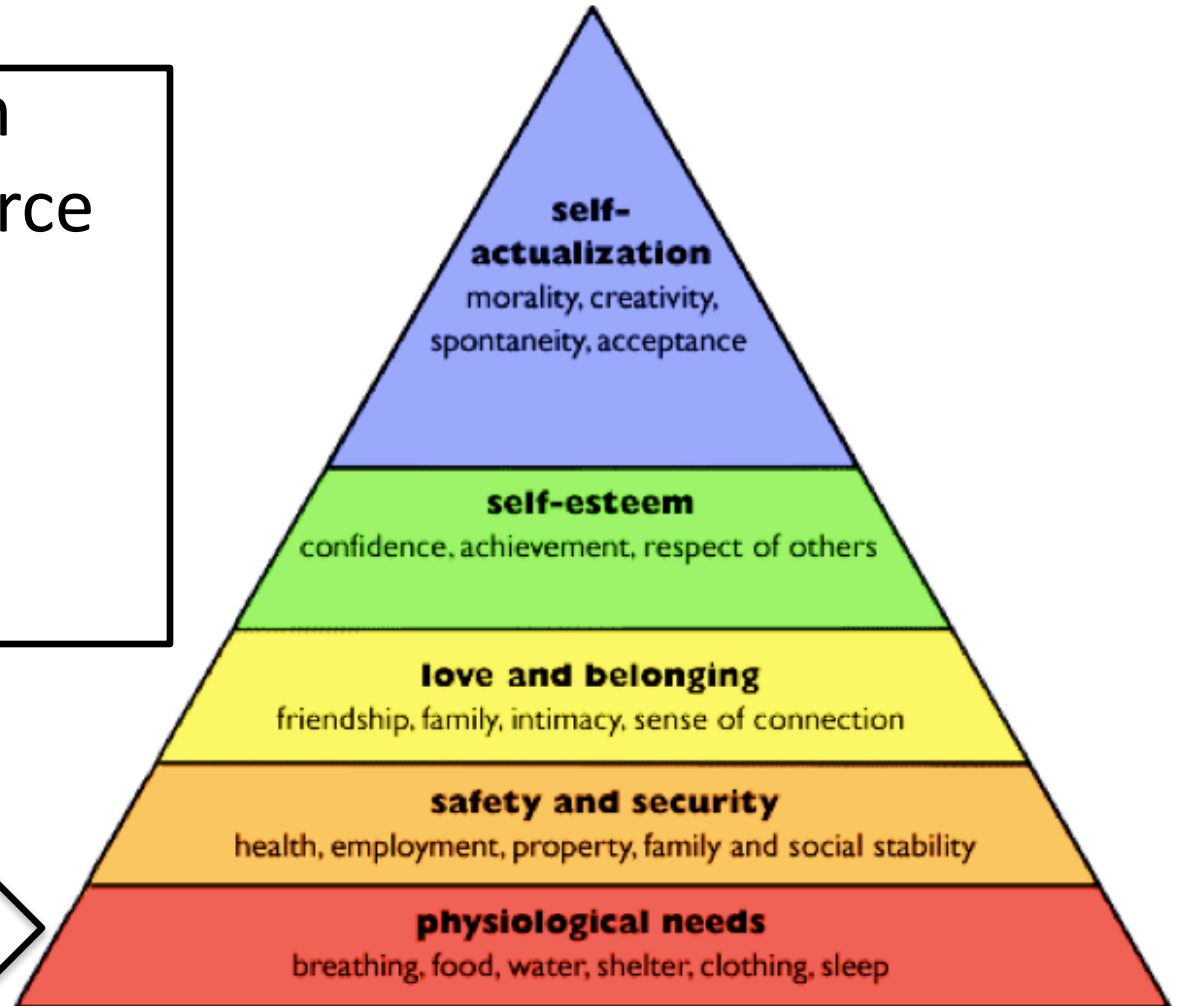 n
rce
self-
actualization
morality, creativity,
spontaneity, acceptance
self-esteem
confidence, achievement, respect of others
love and belonging
friendship, family, intimacy, sense of connection
safety and security
health, employment, property, family and social stability
physiological needs
breathing, food, water, shelter, clothing, sleep